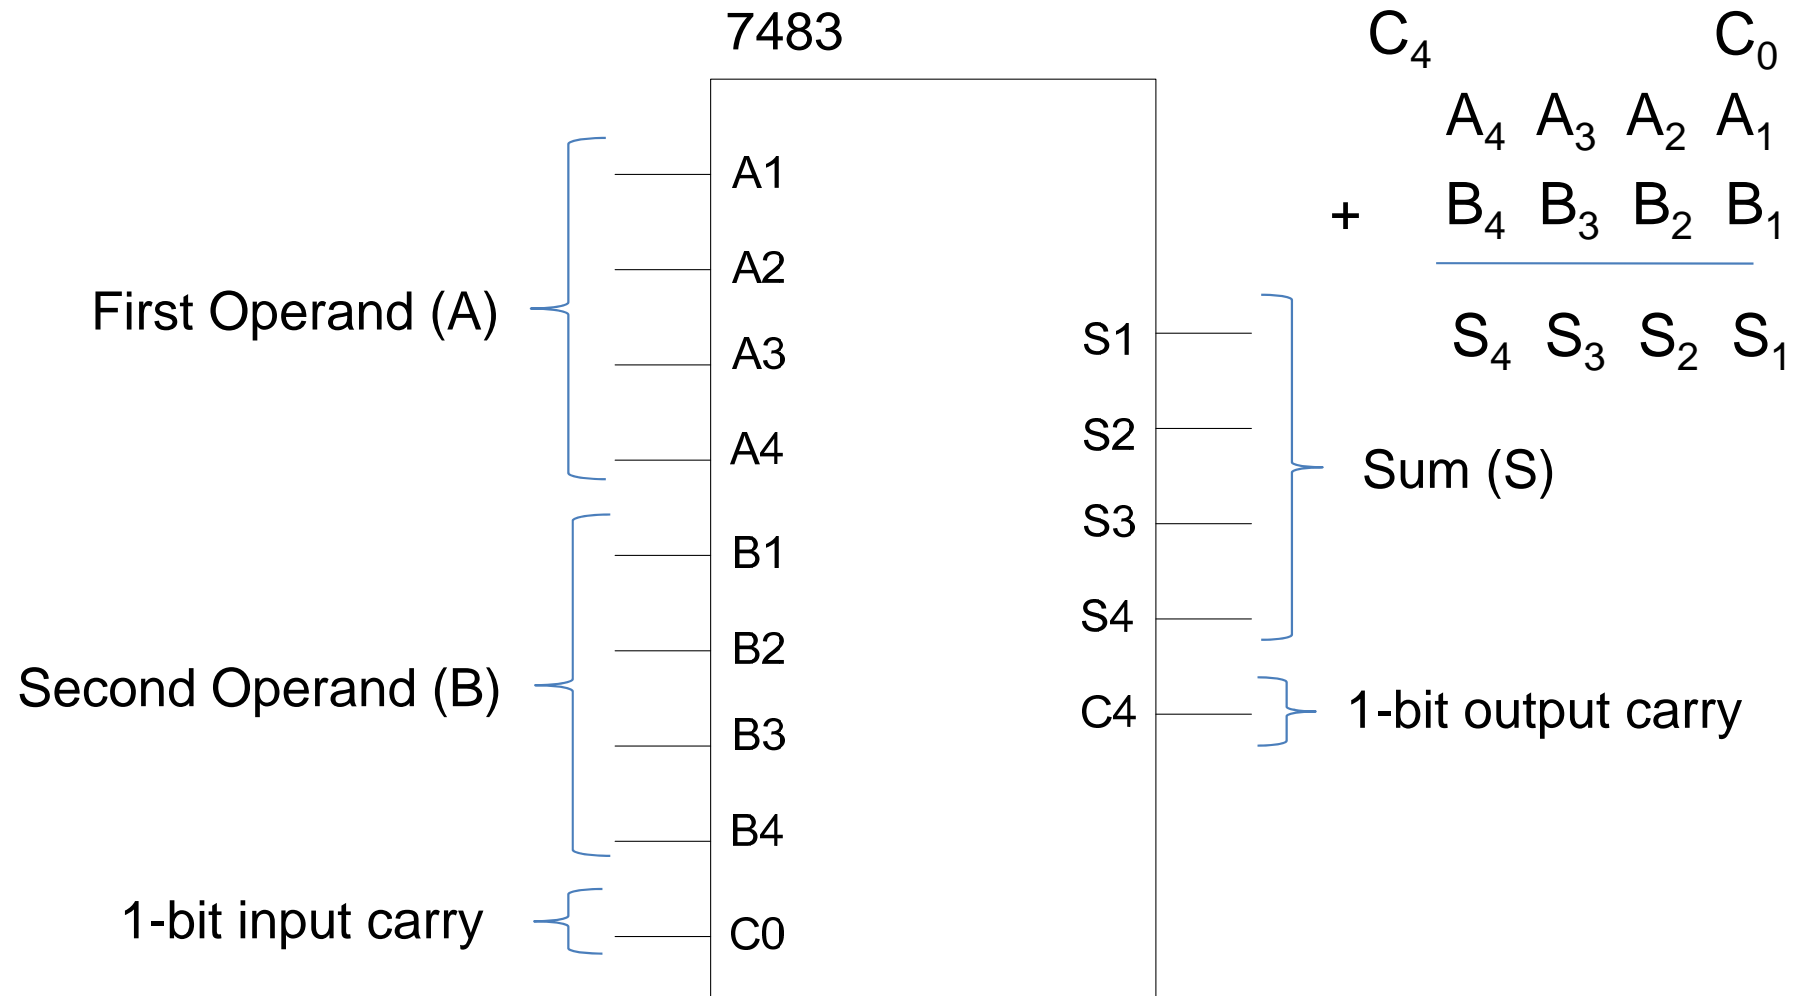 7483
C₄ C₀
A₄ A₃ A₂ A₁
+ B₄ B₃ B₂ B₁
S₄ S₃ S₂ S₁
First Operand (A)
A1
A2
A3
A4
Second Operand (B)
B1
B2
B3
B4
1-bit input carry
C0
S1
S2
S3
S4
Sum (S)
C4
1-bit output carry